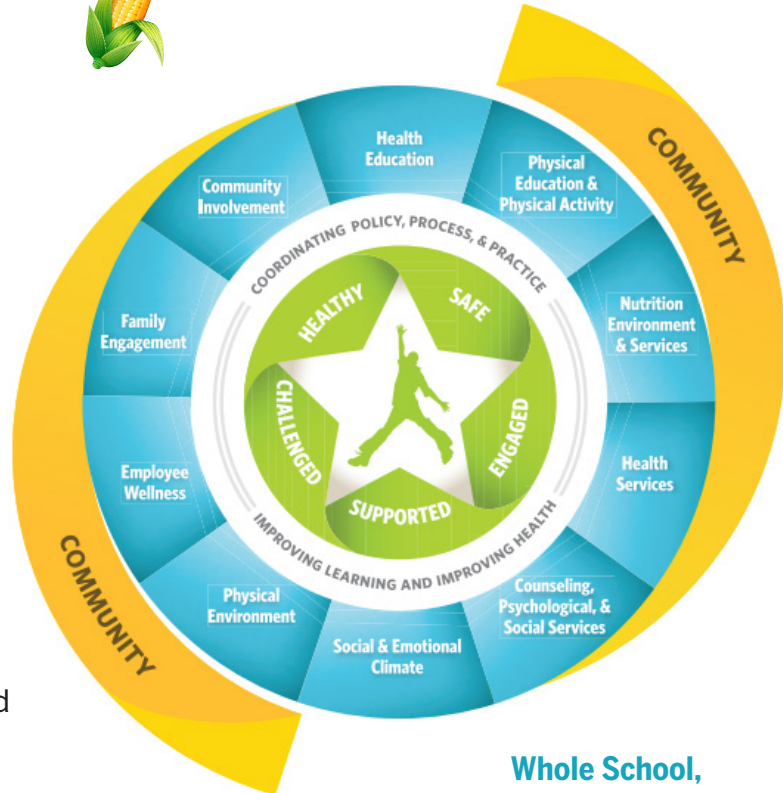 Health
Education
Physical
Education &
Physical Activity
Nutrition
Environment
& Services
Health
Services
Counseling,
Psychological, &
Social Services
Social & Emotional
Climate
Physical
Environment
Employee
Wellness
Family
Engagement
Community
Involvement
COMMUNITY
COMMUNITY
COORDINATING POLICY, PROCESS, & PRACTICE
IMPROVING LEARNING AND IMPROVING HEALTH
HEALTHY
SAFE
ENGAGED
SUPPORTED
CHALLENGED
Whole School,